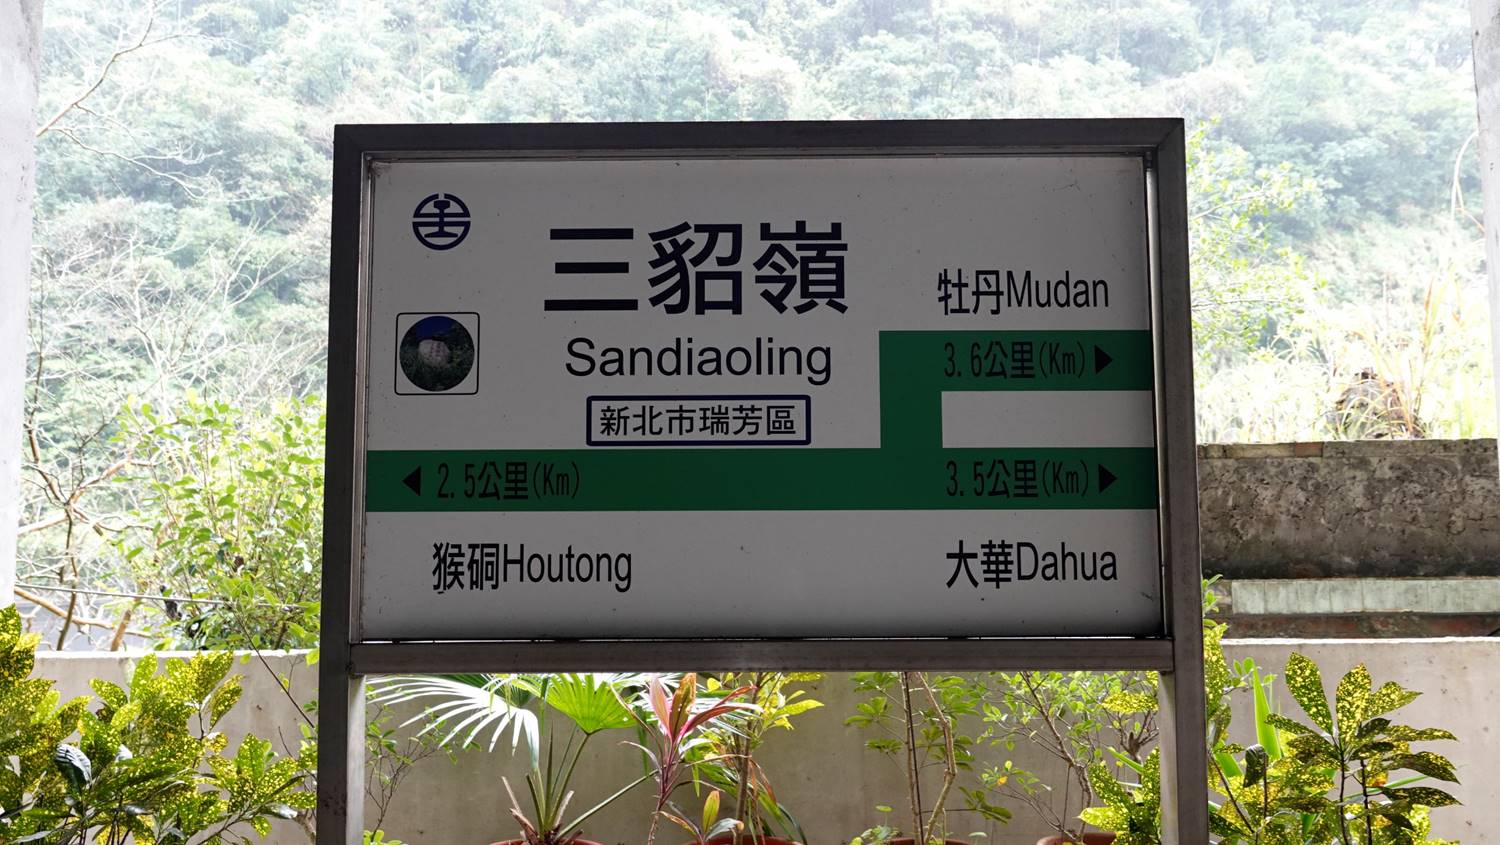 三貂嶺
Sandiaoling
新北市瑞芳區
牡丹Mudan
3.6公里(Km)▶
◀2.5公里(Km)
3.5公里(Km)▶
猴硐Houtong
大華Dahua